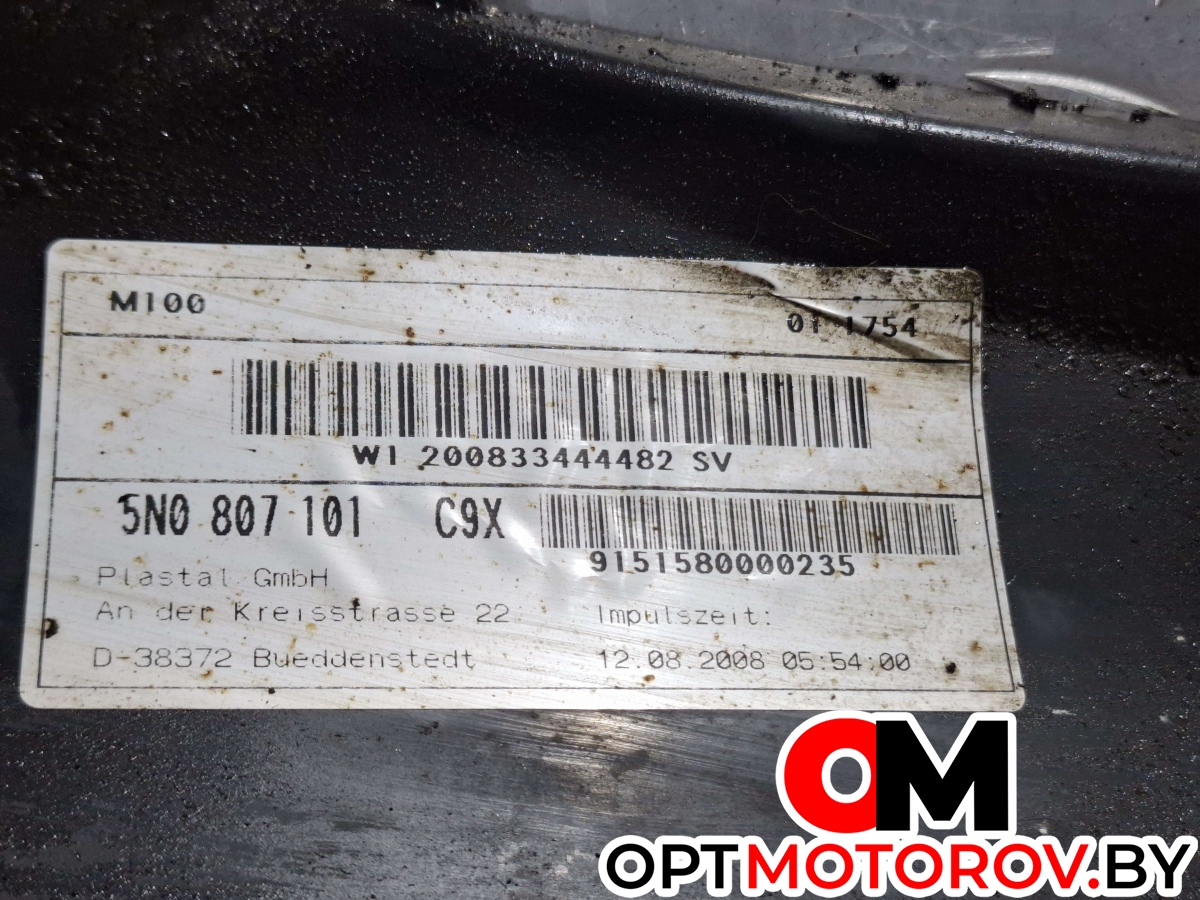 M100
01 1754
W1 200833444482 SV
5N0 807 101 C9X
9151580000235
Plastal GmbH
An der Kreisstrasse 22 Impulszeit:
D-38372 Bueddenstedt 12.08.2008 05:54:00
OM
OPTMOTOROV.BY